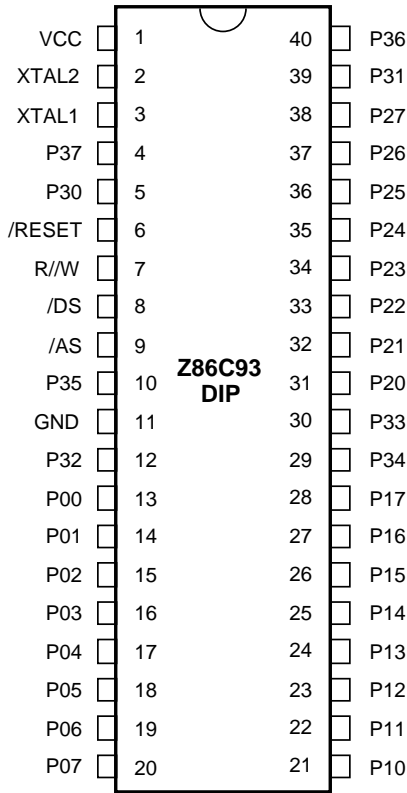 VCC 1 40 P36
XTAL2 2 39 P31
XTAL1 3 38 P27
P37 4 37 P26
P30 5 36 P25
/RESET 6 35 P24
R//W 7 34 P23
/DS 8 33 P22
/AS 9 32 P21
Z86C93
P35 10 31 P20
DIP
GND 11 30 P33
P32 12 29 P34
P00 13 28 P17
P01 14 27 P16
P02 15 26 P15
P03 16 25 P14
P04 17 24 P13
P05 18 23 P12
P06 19 22 P11
P07 20 21 P10